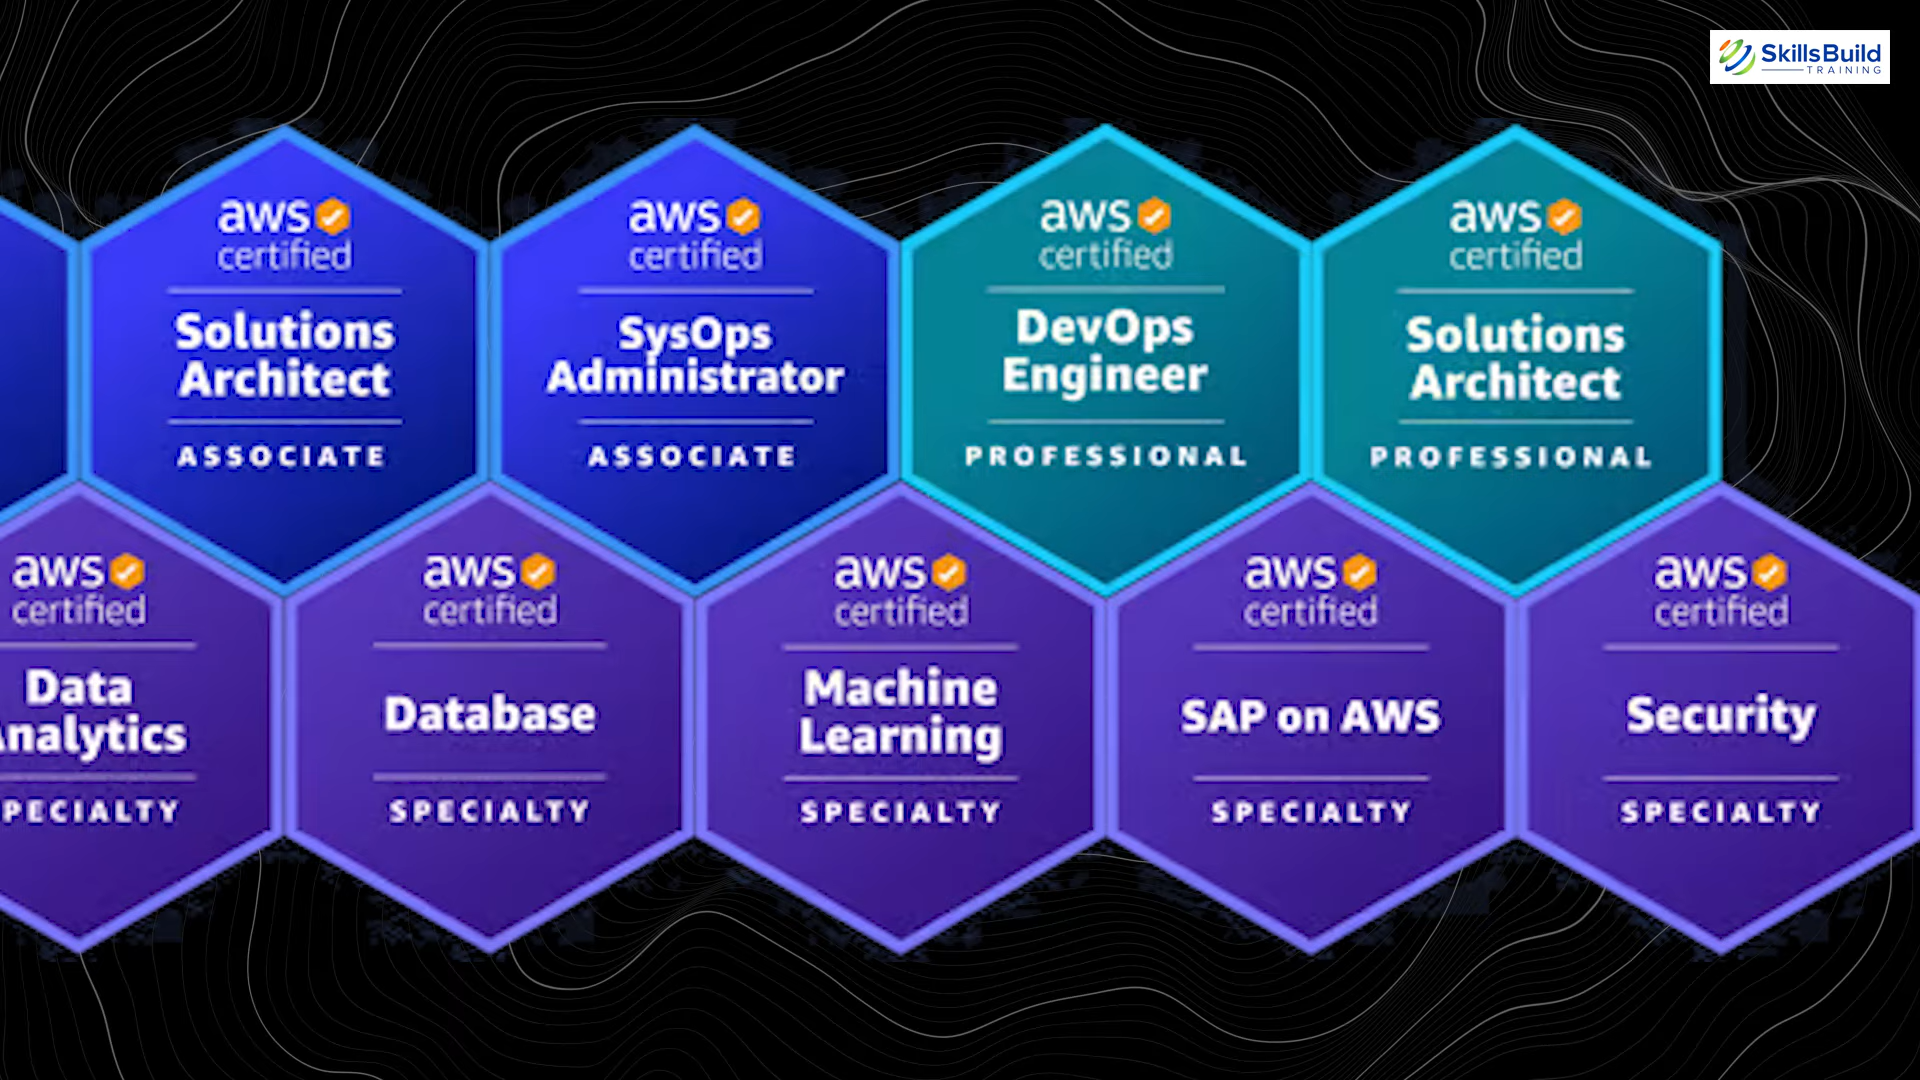 SkillsBuild
TRAINING
aws
certified
Solutions
Architect
ASSOCIATE
aws
certified
SysOps
Administrator
ASSOCIATE
aws
certified
DevOps
Engineer
PROFESSIONAL
aws
certified
Solutions
Architect
PROFESSIONAL
aws
certified
Data
nalytics
PECIALTY
aws
certified
Database
SPECIALTY
aws
certified
Machine
Learning
SPECIALTY
aws
certified
SAP on AWS
SPECIALTY
aws
certified
Security
SPECIALTY